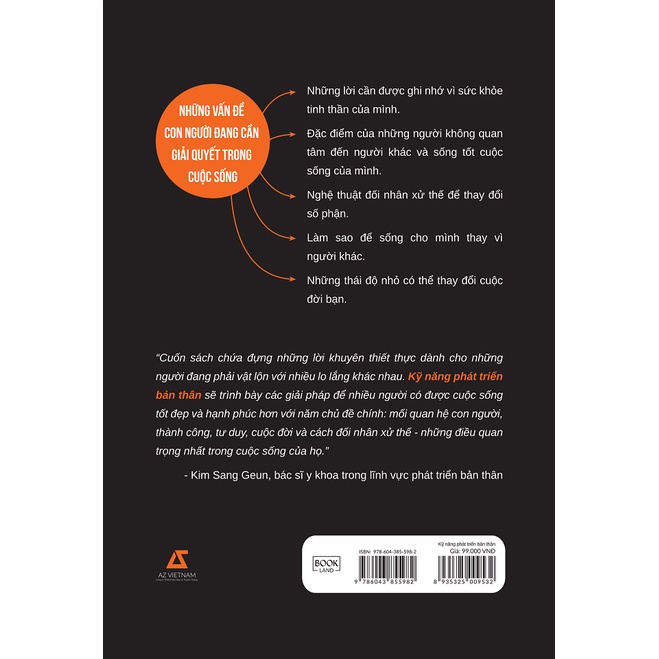 NHỮNG VẤN ĐỀ
CON NGƯỜI ĐANG CẦN
GIẢI QUYẾT TRONG
CUỘC SỐNG
Những lời cần được ghi nhớ vì sức khỏe
tinh thần của mình.
Đặc điểm của những người không quan
tâm đến người khác và sống tốt cuộc
sống của mình.
Nghệ thuật đối nhân xử thế để thay đổi
số phận.
Làm sao để sống cho mình thay vì
người khác.
Những thái độ nhỏ có thể thay đổi cuộc
đời bạn.
“Cuốn sách chứa đựng những lời khuyên thiết thực dành cho những
người đang phải vật lộn với nhiều lo lắng khác nhau. Kỹ năng phát triển
bản thân sẽ trình bày các giải pháp để nhiều người có được cuộc sống
tốt đẹp và hạnh phúc hơn với năm chủ đề chính: mối quan hệ con người,
thành công, tư duy, cuộc đời và cách đối nhân xử thế - những điều quan
trọng nhất trong cuộc sống của họ.”
- Kim Sang Geun, bác sĩ y khoa trong lĩnh vực phát triển bản thân
AZ VIETNAM
BOOK
LAND
ISBN: 978-604-385-598-2
9 786043 855982
Kỹ năng phát triển bản thân
Giá: 99.000 VNĐ
8 935325 009532